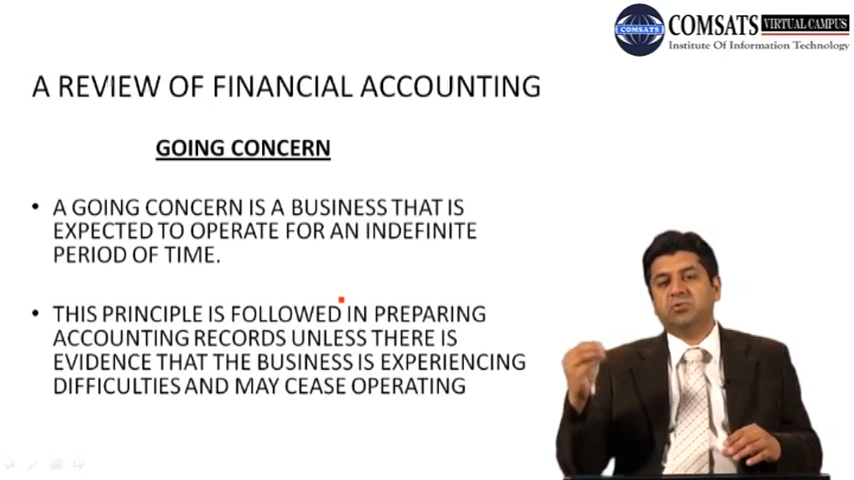 COMSATS
COMSATS VIRTUAL CAMPUS
Institute Of Information Technology
A REVIEW OF FINANCIAL ACCOUNTING
GOING CONCERN
• A GOING CONCERN IS A BUSINESS THAT IS
EXPECTED TO OPERATE FOR AN INDEFINITE
PERIOD OF TIME.
• THIS PRINCIPLE IS FOLLOWED IN PREPARING
ACCOUNTING RECORDS UNLESS THERE IS
EVIDENCE THAT THE BUSINESS IS EXPERIENCING
DIFFICULTIES AND MAY CEASE OPERATING